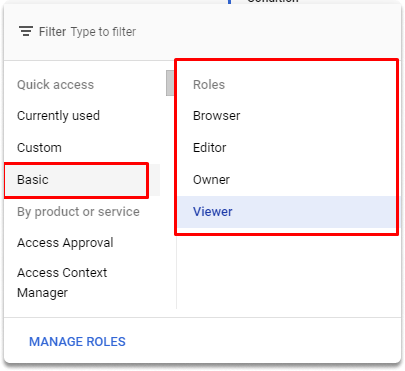 Condition
Filter Type to filter
Quick access
Currently used
Custom
Basic
By product or service
Access Approval
Access Context
Manager
Roles
Browser
Editor
Owner
Viewer
MANAGE ROLES